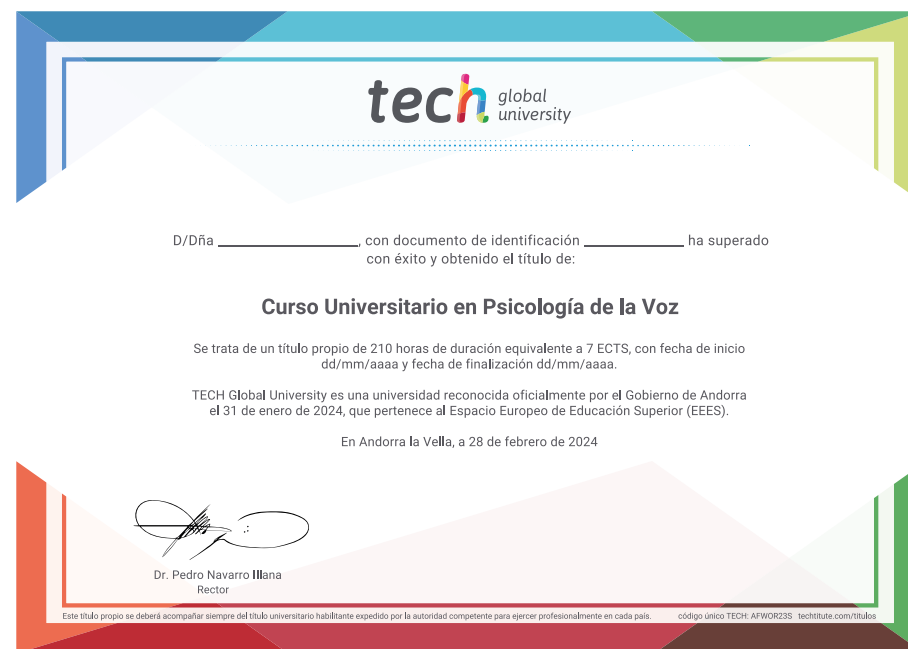 tech global
university
D/Dña ____________________, con documento de identificación ______________ ha superado
con éxito y obtenido el título de:
Curso Universitario en Psicología de la Voz
Se trata de un título propio de 210 horas de duración equivalente a 7 ECTS, con fecha de inicio
dd/mm/aaaa y fecha de finalización dd/mm/aaaa.
TECH Global University es una universidad reconocida oficialmente por el Gobierno de Andorra
el 31 de enero de 2024, que pertenece al Espacio Europeo de Educación Superior (EEES).
En Andorra la Vella, a 28 de febrero de 2024
Dr. Pedro Navarro Illana
Rector
Este título propio se deberá acompañar siempre del título universitario habilitante expedido por la autoridad competente para ejercer profesionalmente en cada país. código único TECH: AFWOR23S techtitute.com/titulos